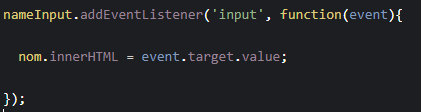 nameInput.addEventListener('input', function(event){
nom.innerHTML = event.target.value;
});